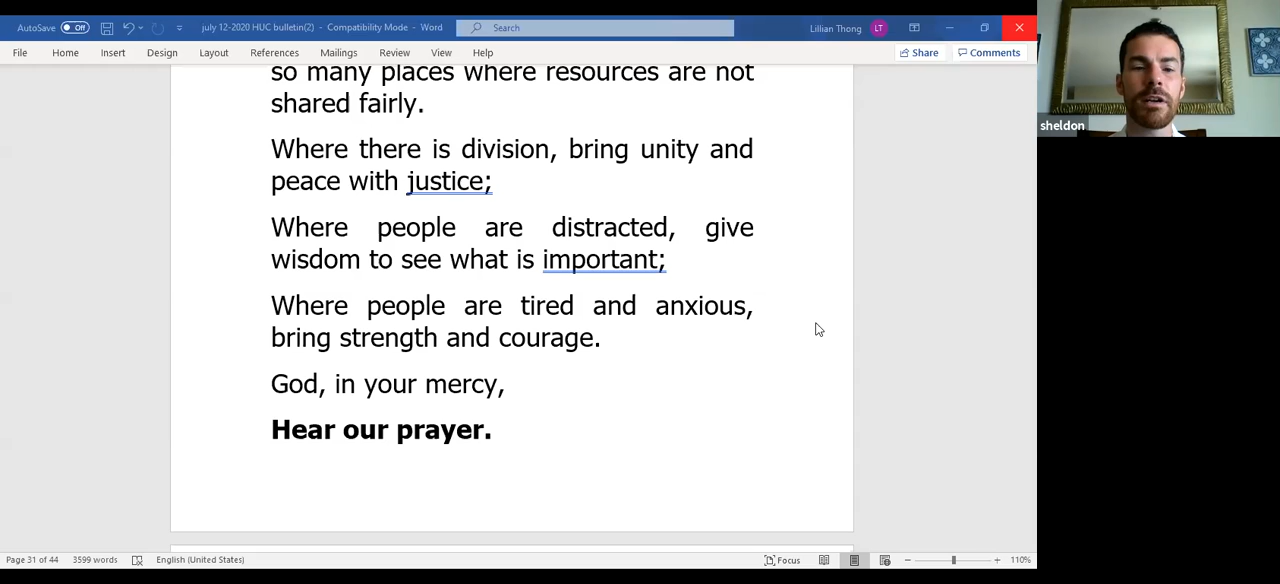 AutoSave Off july 12-2020 HUC bulletin(2) - Compatibility Mode - Word Search Lillian Thong LT
File Home Insert Design Layout References Mailings Review View Help Share Comments
sheldon
so many places where resources are not
shared fairly.
Where there is division, bring unity and
peace with justice;
Where people are distracted, give
wisdom to see what is important;
Where people are tired and anxious,
bring strength and courage.
God, in your mercy,
Hear our prayer.
Page 31 of 44 3599 words English (United States) Focus 110%